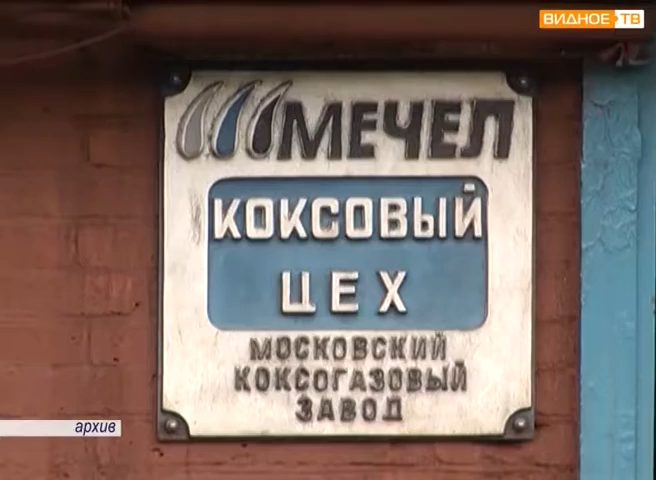 ВИДНОЕ ТВ
МЕЧЕЛ
КОКСОВЫЙ
ЦЕХ
МОСКОВСКИЙ
КОКСОГАЗОВЫЙ
ЗАВОД
архив